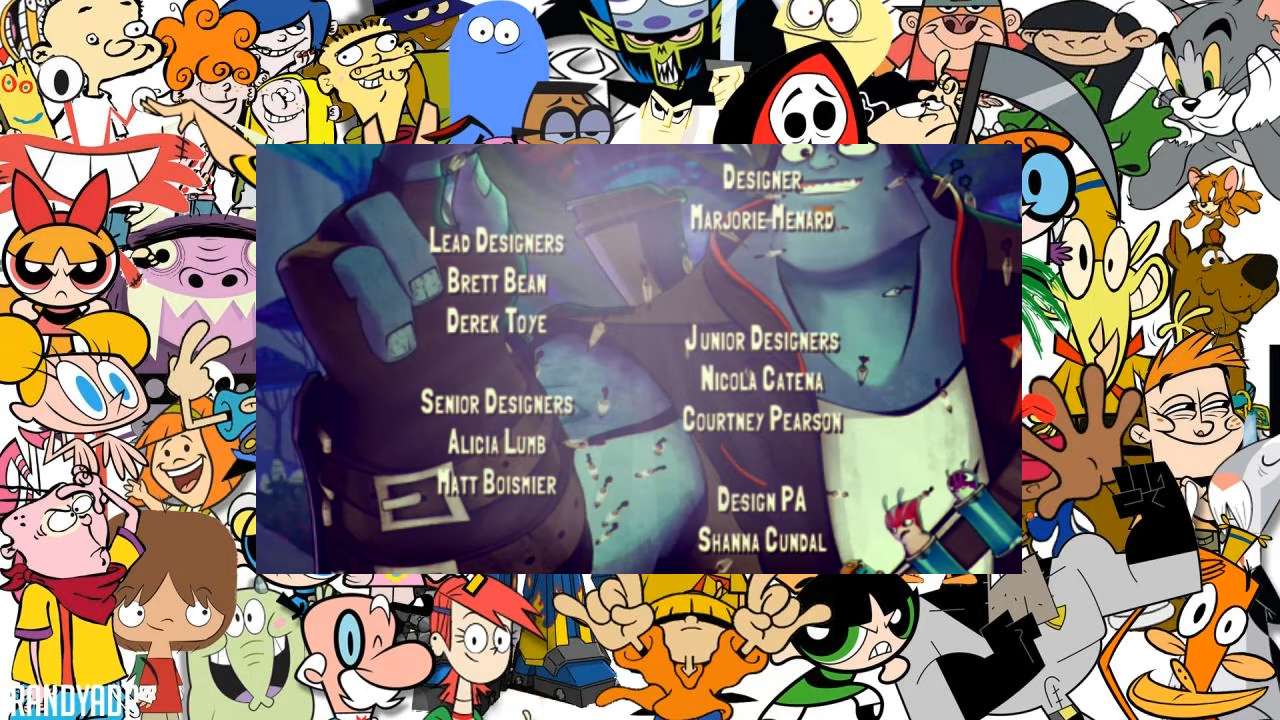 Lead Designers
Brett Bean
Derek Toye
Senior Designers
Alicia Lumb
Matt Boismier
Designer
Marjorie Menard
Junior Designers
Nicola Catena
Courtney Pearson
Design PA
Shanna Cundal